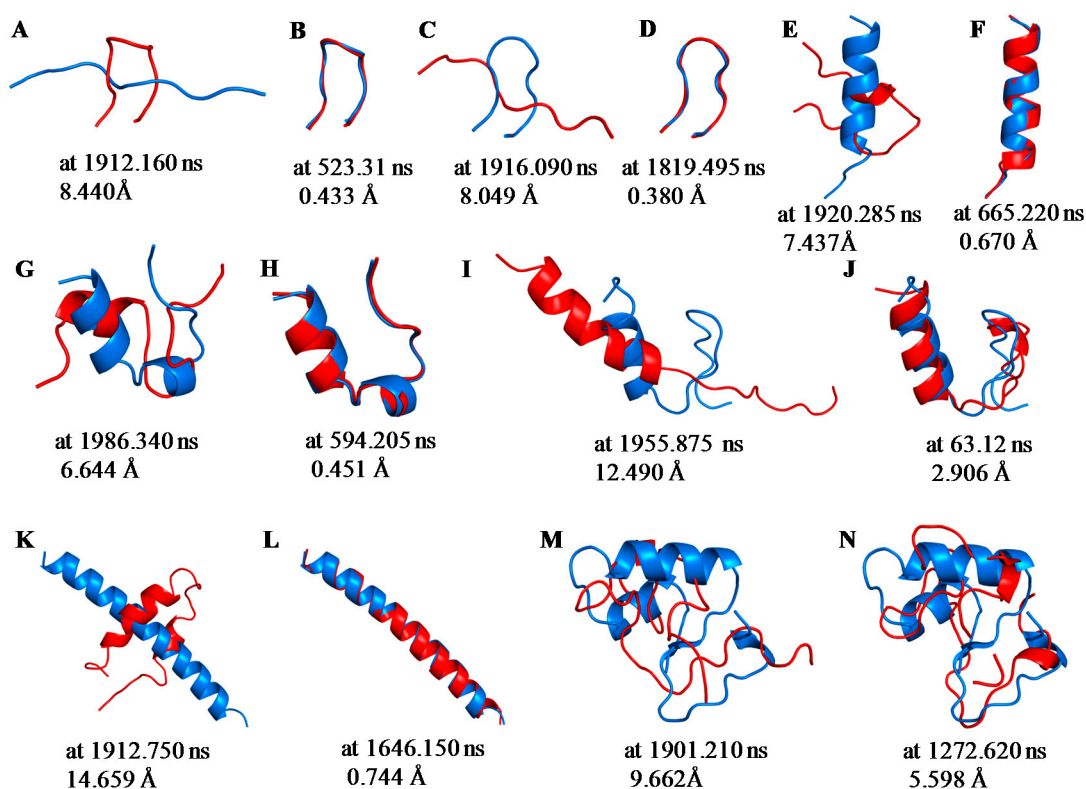 A
at 1912.160 ns
8.440Å
B
at 523.31 ns
0.433 Å
C
at 1916.090 ns
8.049 Å
D
at 1819.495 ns
0.380 Å
E
at 1920.285 ns
7.437Å
F
at 665.220 ns
0.670 Å
G
at 1986.340 ns
6.644 Å
H
at 594.205 ns
0.451 Å
I
at 1955.875 ns
12.490 Å
J
at 63.12 ns
2.906 Å
K
at 1912.750 ns
14.659 Å
L
at 1646.150 ns
0.744 Å
M
at 1901.210 ns
9.662Å
N
at 1272.620 ns
5.598 Å